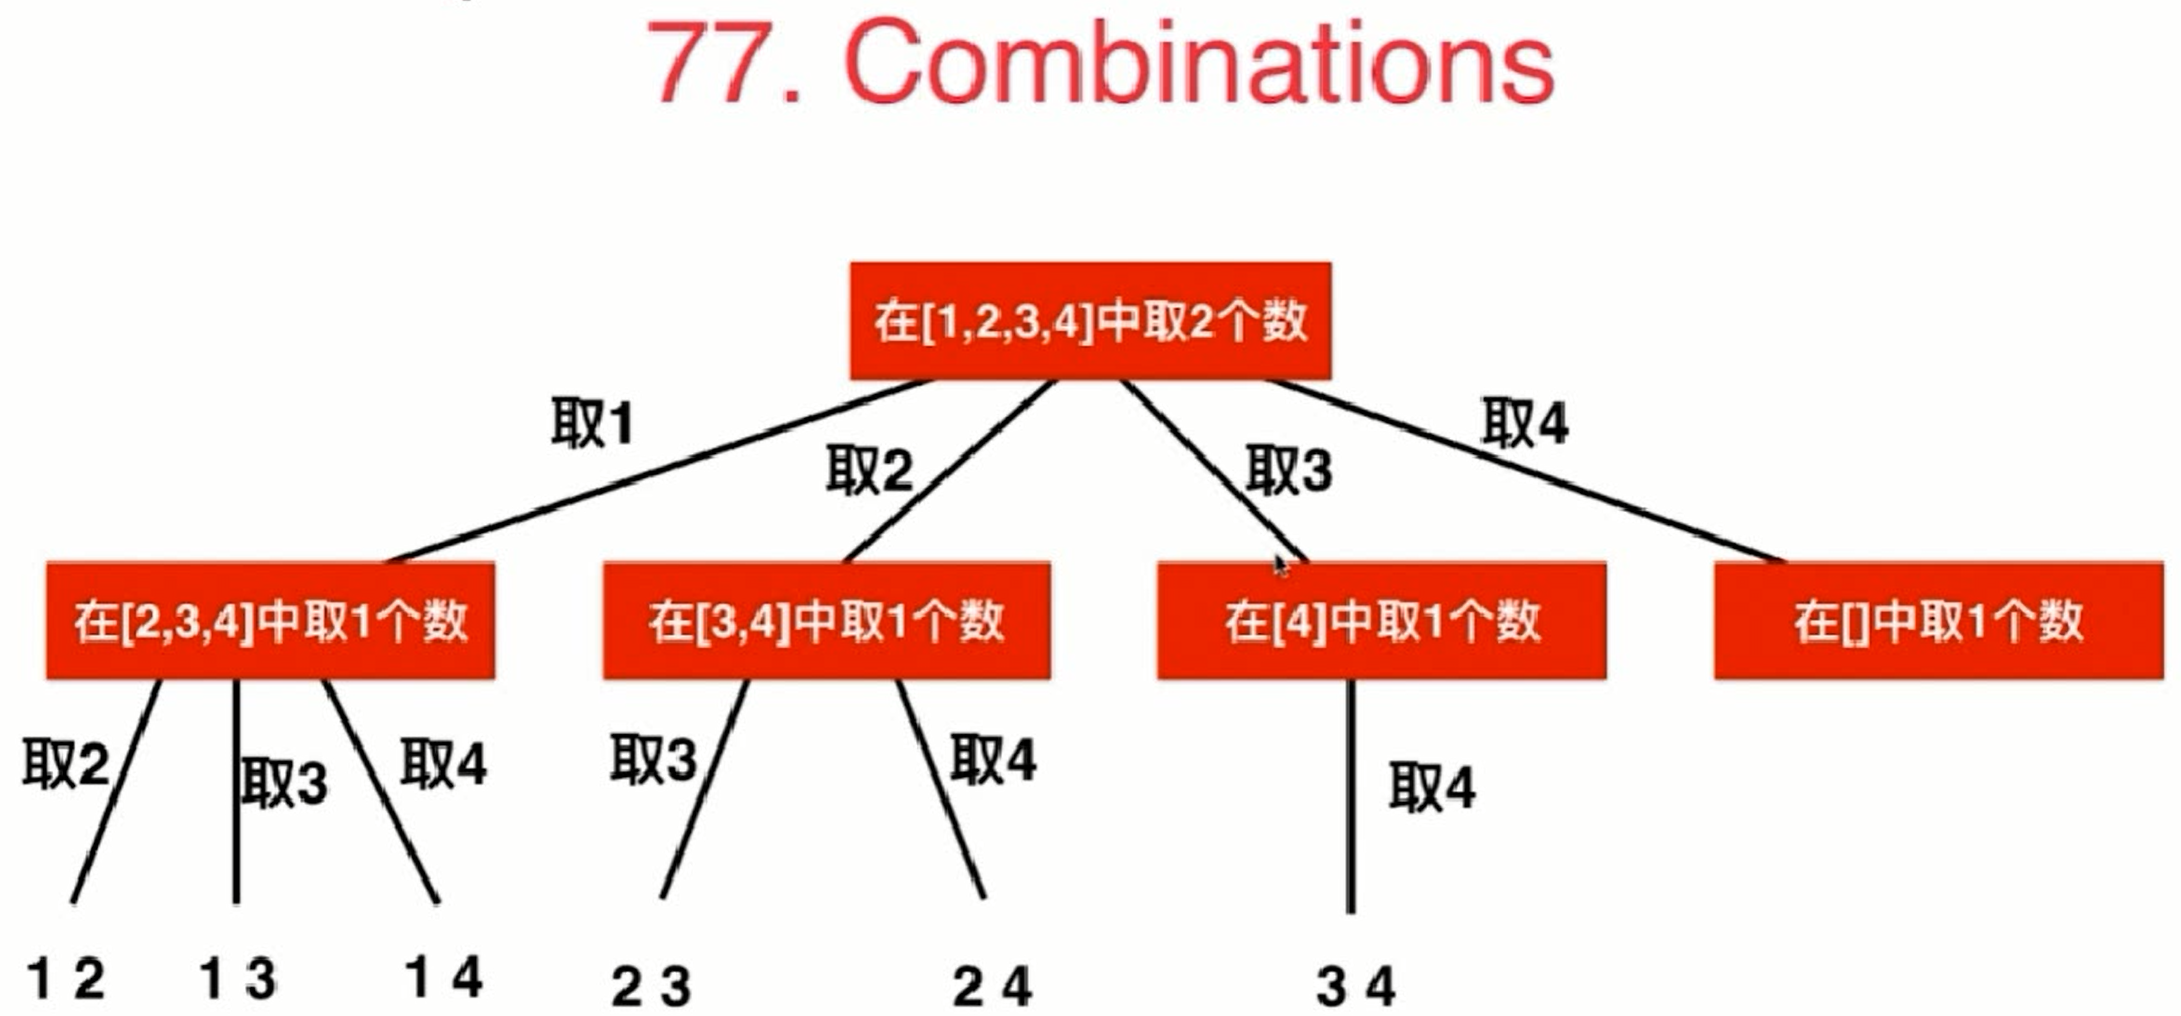 77. Combinations
在[1,2,3,4]中取2个数
取1
取2
取3
取4
在[2,3,4]中取1个数
在[3,4]中取1个数
在[4]中取1个数
在[]中取1个数
取2
取3
取4
取3
取4
取4
1 2
1 3
1 4
2 3
2 4
3 4